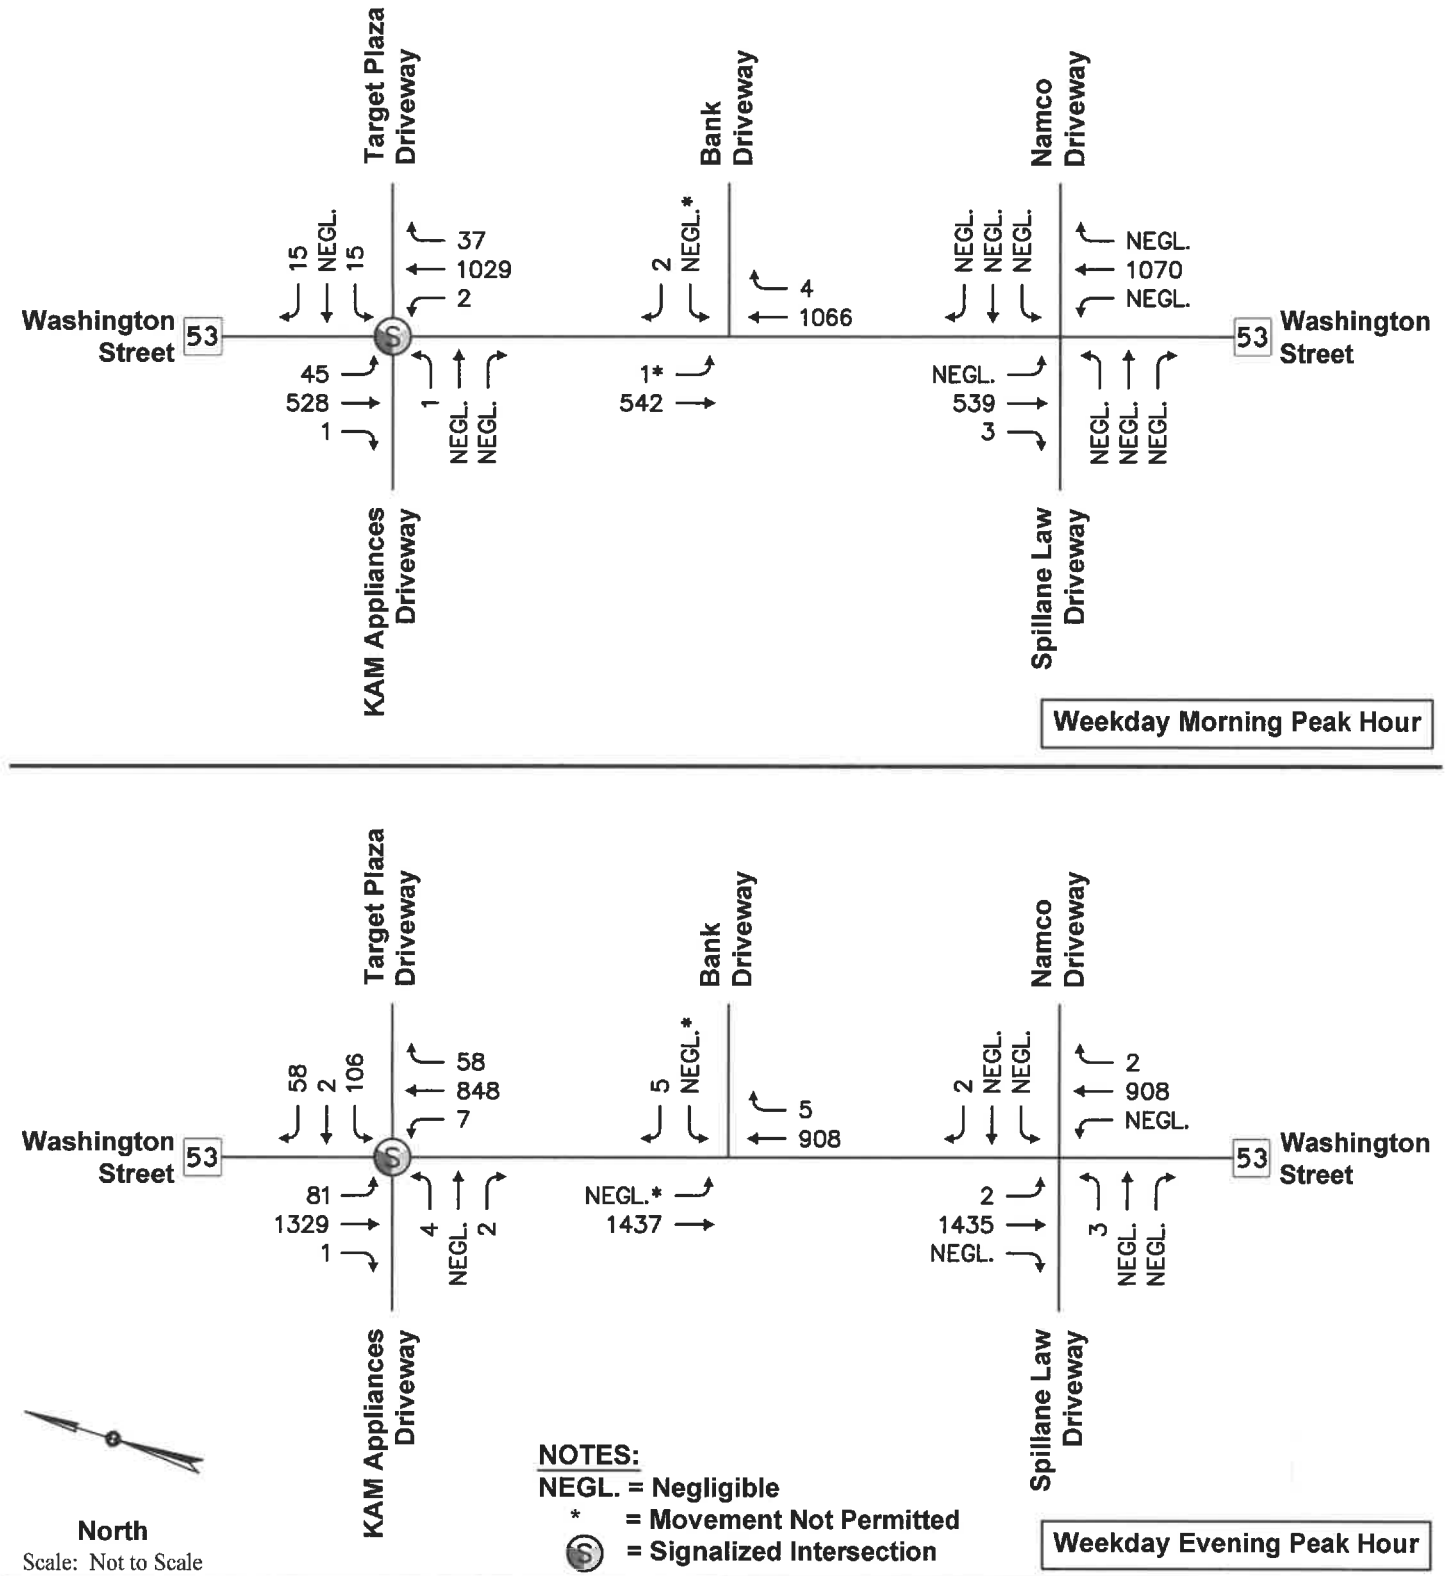 Target Plaza
Driveway
Bank
Driveway
Namco
Driveway
15
NEGL.
15
37
1029
2
2
NEGL.*
4
1066
NEGL.
NEGL.
NEGL.
NEGL.
1070
NEGL.
Washington
Street
53
S
53
Washington
Street
45
528
1
1
NEGL.
NEGL.
1*
542
NEGL.
539
3
NEGL.
NEGL.
NEGL.
KAM Appliances
Driveway
Spillane Law
Driveway
Weekday Morning Peak Hour
Target Plaza
Driveway
Bank
Driveway
Namco
Driveway
58
2
106
58
848
7
5
NEGL.*
5
908
2
NEGL.
NEGL.
2
908
NEGL.
Washington
Street
53
S
53
Washington
Street
81
1329
1
4
NEGL.
2
NEGL.*
1437
2
1435
NEGL.
3
NEGL.
NEGL.
KAM Appliances
Driveway
Spillane Law
Driveway
North
Scale: Not to Scale
NOTES:
NEGL. = Negligible
* = Movement Not Permitted
S = Signalized Intersection
Weekday Evening Peak Hour